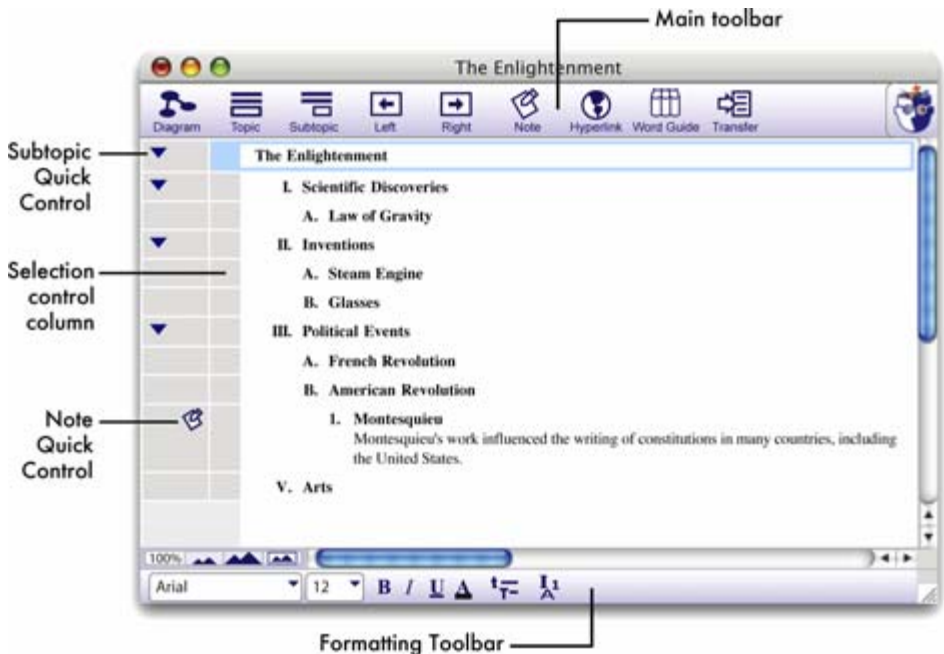 Main toolbar
The Enlightenment
Diagram Topic Subtopic Left Right Note Hyperlink Word Guide Transfer
Subtopic
Quick
Control
The Enlightenment
I. Scientific Discoveries
A. Law of Gravity
II. Inventions
Selection
control
column
A. Steam Engine
B. Glasses
III. Political Events
A. French Revolution
B. American Revolution
Note
Quick
Control
1. Montesquieu
Montesquieu's work influenced the writing of constitutions in many countries, including
the United States.
V. Arts
100%
Arial 12 B I U A
Formatting Toolbar